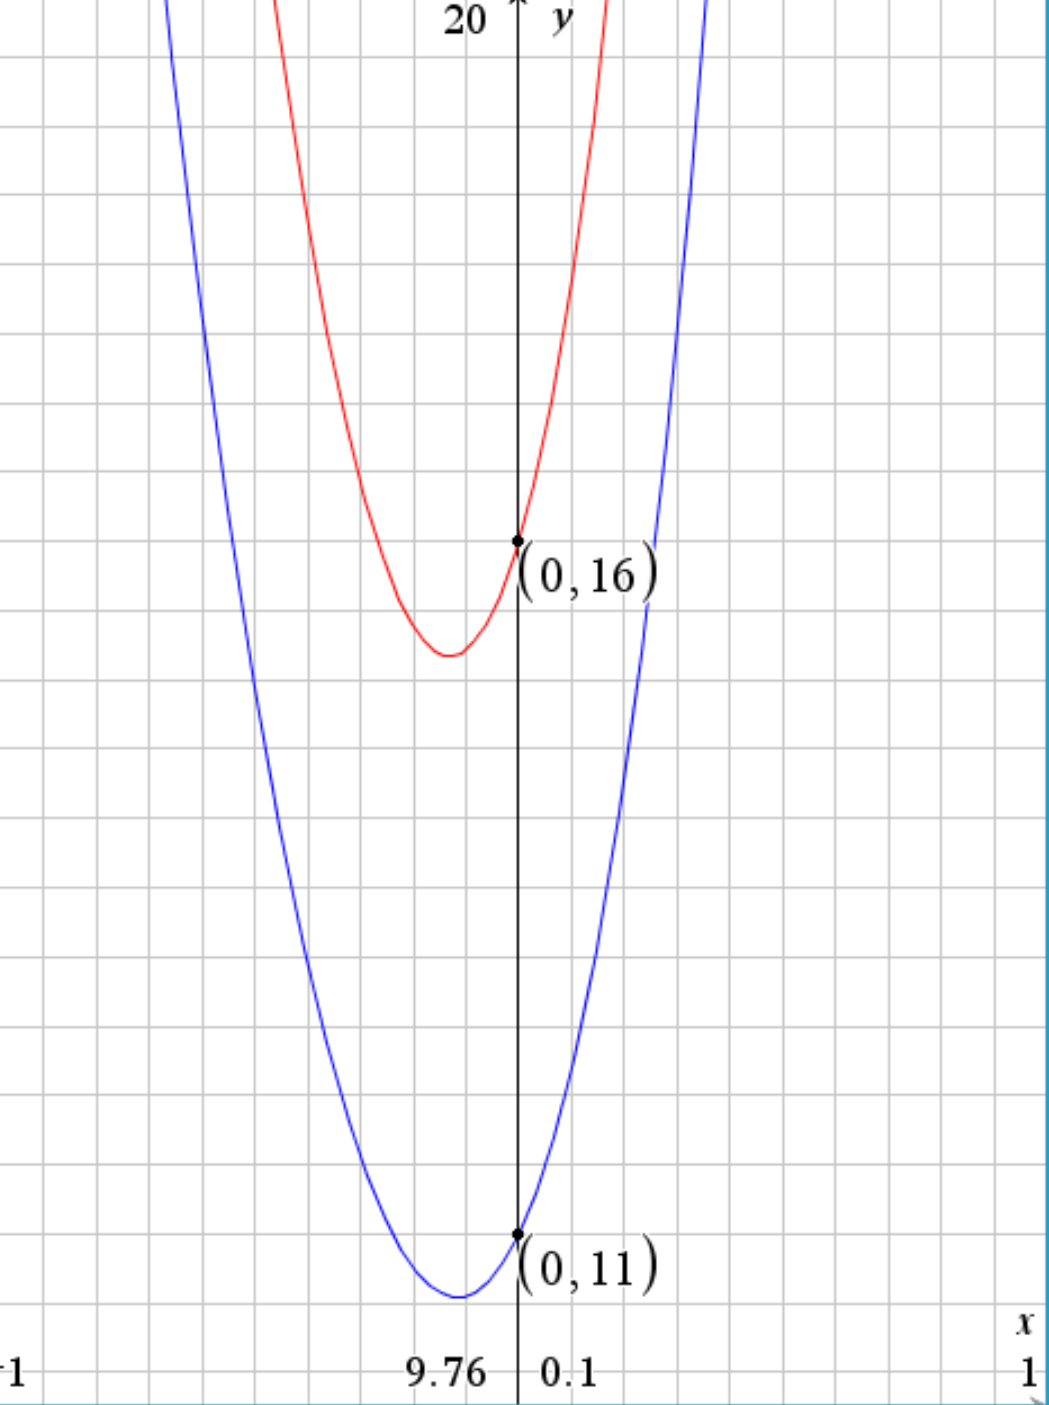 20 y
(0, 16)
(0, 11)
x
-1 9.76 0.1 1